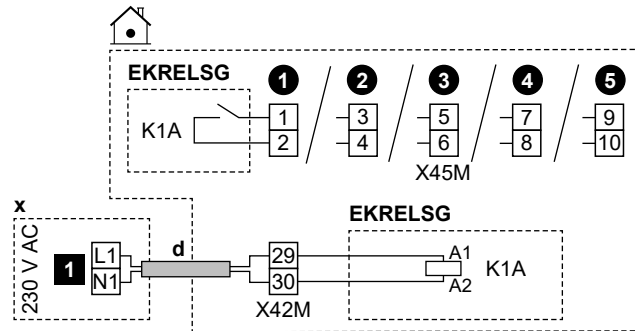 EKRELSG 1 2 3 4 5
K1A 1 3 5 7 9
2 4 6 8 10
X45M
x EKRELSG
230 V AC 1 L1 d 29 A1 K1A
N1 30 A2
X42M